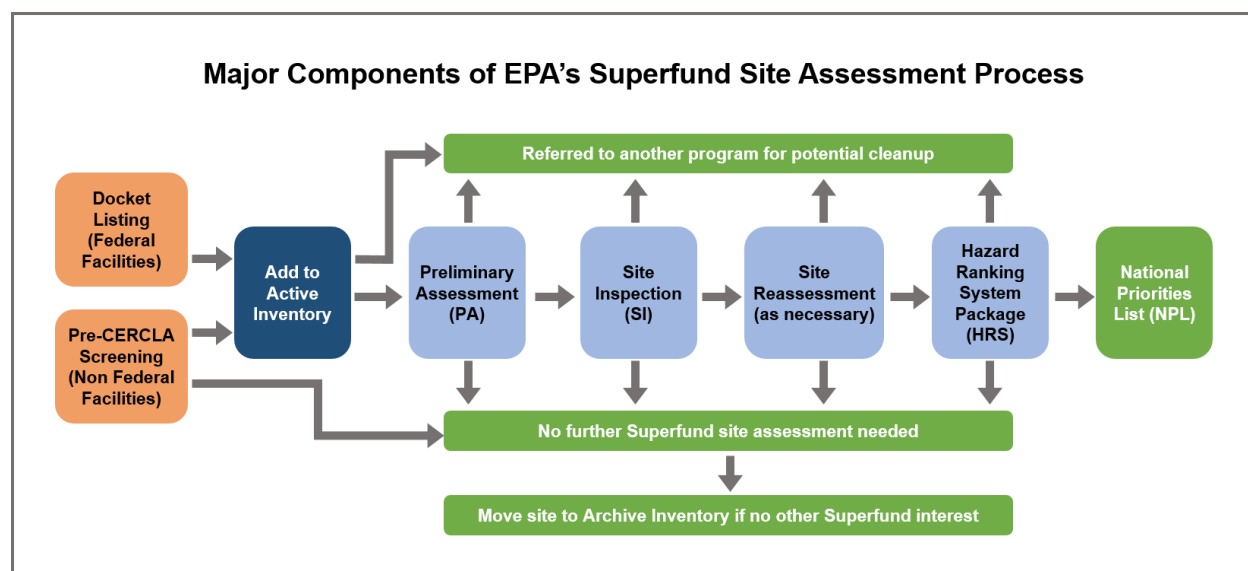 Major Components of EPA's Superfund Site Assessment Process
Referred to another program for potential cleanup
Docket
Listing
(Federal
Facilities)
Pre-CERCLA
Screening
(Non Federal
Facilities)
Add to
Active
Inventory
Preliminary
Assessment
(PA)
Site
Inspection
(SI)
Site
Reassessment
(as necessary)
Hazard
Ranking
System
Package
(HRS)
National
Priorities
List (NPL)
No further Superfund site assessment needed
Move site to Archive Inventory if no other Superfund interest